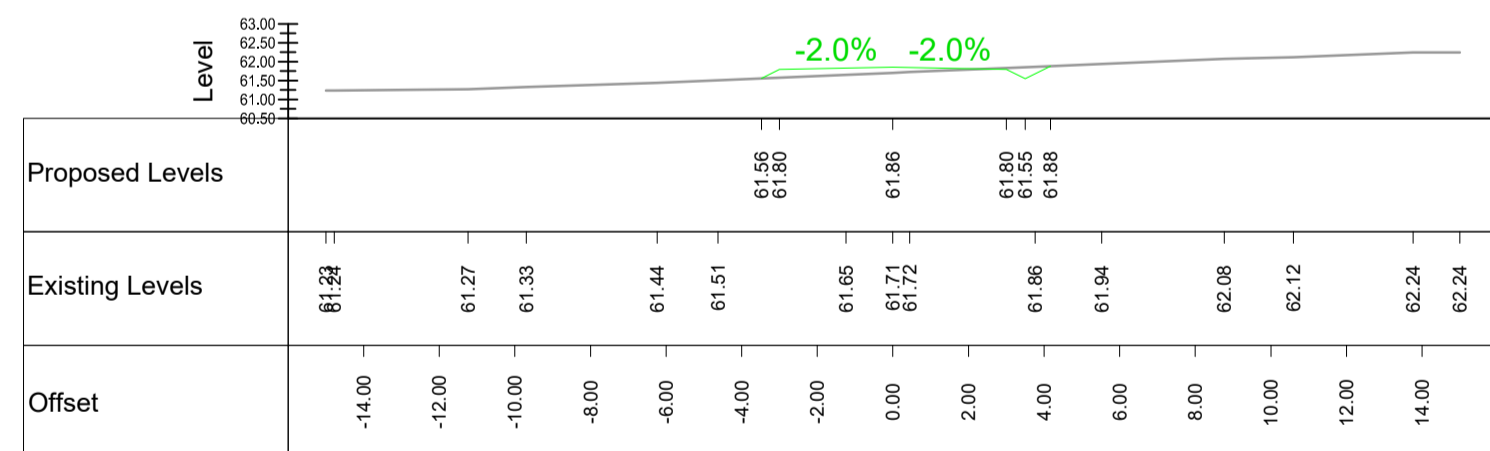 Level
63.00
62.50
62.00
61.50
61.00
60.50
-2.0% -2.0%
Proposed Levels 61.56 61.80 61.86 61.80 61.55 61.88
Existing Levels 61.23 61.24 61.27 61.33 61.44 61.51 61.65 61.71 61.72 61.86 61.94 62.08 62.12 62.24 62.24
Offset -14.00 -12.00 -10.00 -8.00 -6.00 -4.00 -2.00 0.00 2.00 4.00 6.00 8.00 10.00 12.00 14.00